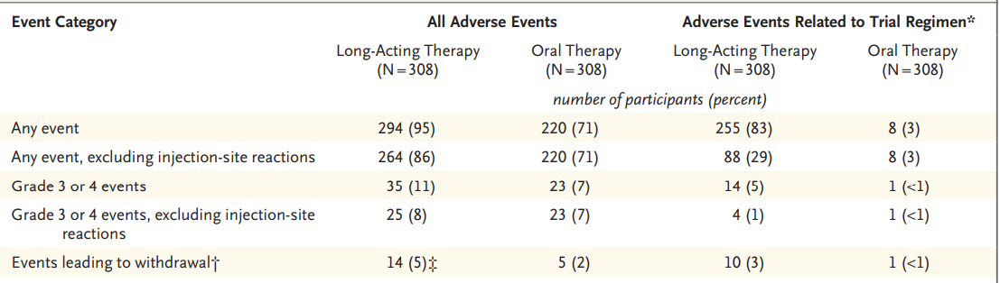 Event Category All Adverse Events Adverse Events Related to Trial Regimen*
Long-Acting Therapy (N=308) Oral Therapy (N=308) Long-Acting Therapy (N=308) Oral Therapy (N=308)
number of participants (percent)
Any event 294 (95) 220 (71) 255 (83) 8 (3)
Any event, excluding injection-site reactions 264 (86) 220 (71) 88 (29) 8 (3)
Grade 3 or 4 events 35 (11) 23 (7) 14 (5) 1 (<1)
Grade 3 or 4 events, excluding injection-site 25 (8) 23 (7) 4 (1) 1 (<1)
reactions
Events leading to withdrawal† 14 (5)‡ 5 (2) 10 (3) 1 (<1)